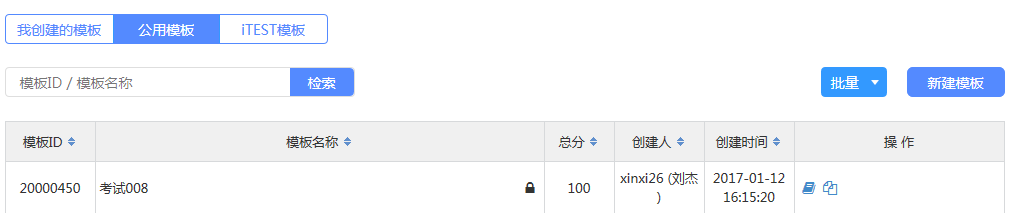 我创建的模板 公用模板 iTEST模板
模板ID / 模板名称 检索 批量 新建模板
模板ID 模板名称 总分 创建人 创建时间 操 作
20000450 考试008 100 xinxi26 (刘杰 2017-01-12
) 16:15:20